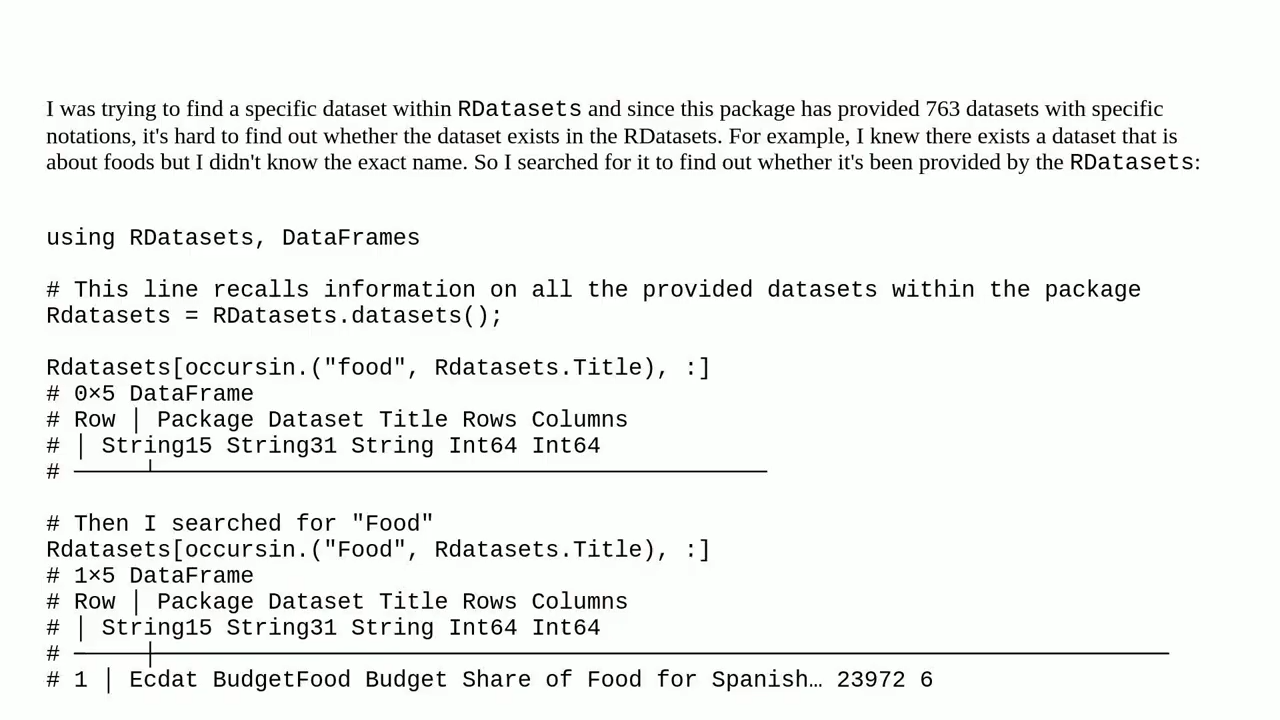 I was trying to find a specific dataset within RDatasets and since this package has provided 763 datasets with specific
notations, it's hard to find out whether the dataset exists in the RDatasets. For example, I knew there exists a dataset that is
about foods but I didn't know the exact name. So I searched for it to find out whether it's been provided by the RDatasets:
using RDatasets, DataFrames
# This line recalls information on all the provided datasets within the package
Rdatasets = RDatasets.datasets();
Rdatasets[occursin.("food", Rdatasets.Title), :]
# 0×5 DataFrame
# Row │ Package Dataset Title Rows Columns
# │ String15 String31 String Int64 Int64
# ─────┴────────────────────────────────────────────
# Then I searched for "Food"
Rdatasets[occursin.("Food", Rdatasets.Title), :]
# 1×5 DataFrame
# Row │ Package Dataset Title Rows Columns
# │ String15 String31 String Int64 Int64
# ─────┼─────────────────────────────────────────────────────────────────────────
# 1 │ Ecdat BudgetFood Budget Share of Food for Spanish… 23972 6